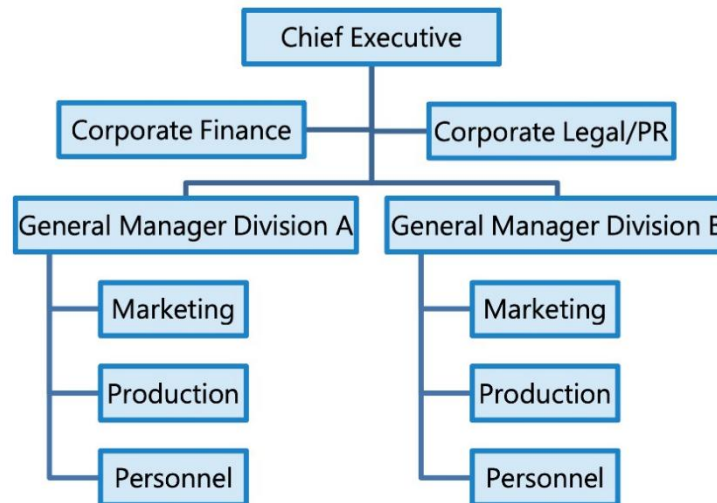 Chief Executive
Corporate Finance
Corporate Legal/PR
General Manager Division A
General Manager Division B
Marketing
Marketing
Production
Production
Personnel
Personnel